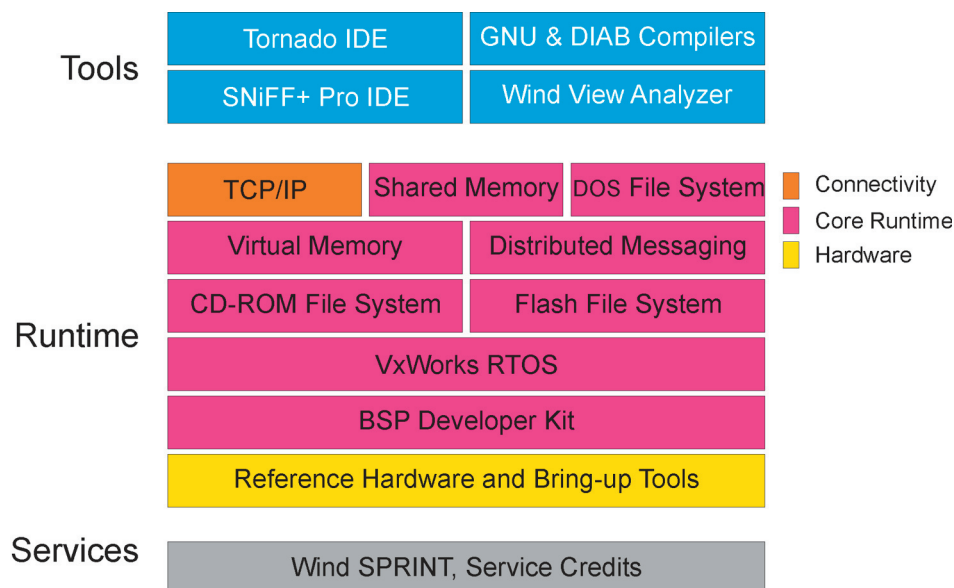 Tools
Tornado IDE
GNU & DIAB Compilers
SNiFF+ Pro IDE
Wind View Analyzer
Runtime
TCP/IP
Shared Memory
DOS File System
Virtual Memory
Distributed Messaging
CD-ROM File System
Flash File System
VxWorks RTOS
BSP Developer Kit
Reference Hardware and Bring-up Tools
Connectivity
Core Runtime
Hardware
Services
Wind SPRINT, Service Credits